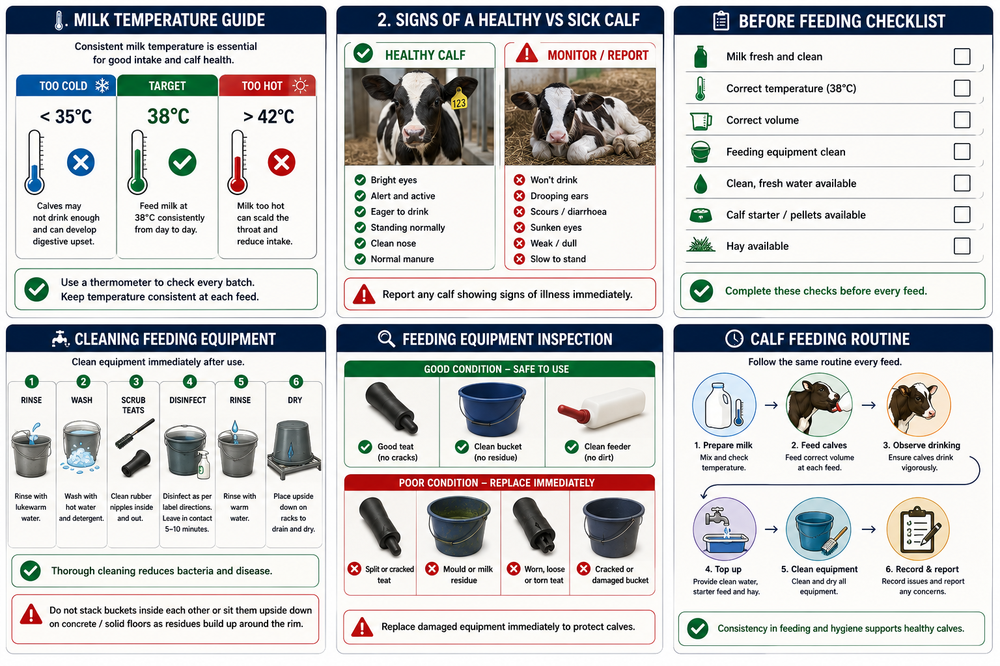 . MILK TEMPERATURE GUIDE
Consistent milk temperature is essential
for good intake and calf health.
TOO COLD
< 35°C
Calves may
not drink enough
and can develop
digestive upset.
TARGET
38°C
Feed milk at
38°C consistently
from day to day.
TOO HOT
> 42°C
Milk too hot
can scald the
throat and
reduce intake.
Use a thermometer to check every batch.
Keep temperature consistent at each feed.
2. SIGNS OF A HEALTHY VS SICK CALF
HEALTHY CALF
123
Bright eyes
Alert and active
Eager to drink
Standing normally
Clean nose
Normal manure
MONITOR / REPORT
Won't drink
Drooping ears
Scours / diarrhoea
Sunken eyes
Weak / dull
Slow to stand
Report any calf showing signs of illness immediately.
BEFORE FEEDING CHECKLIST
Milk fresh and clean
Correct temperature (38°C)
Correct volume
Feeding equipment clean
Clean, fresh water available
Calf starter / pellets available
Hay available
Complete these checks before every feed.
CLEANING FEEDING EQUIPMENT
Clean equipment immediately after use.
1
RINSE
Rinse with
lukewarm
water.
2
WASH
Wash with
hot water
and detergent.
3
SCRUB
TEATS
Clean rubber
nipples inside
and out.
4
DISINFECT
Disinfect as per
label directions.
Leave in contact
5–10 minutes.
5
RINSE
Rinse with
warm
water.
6
DRY
Place upside
down on
racks to
drain and dry.
Thorough cleaning reduces bacteria and disease.
Do not stack buckets inside each other or sit them upside down
on concrete / solid floors as residues build up around the rim.
FEEDING EQUIPMENT INSPECTION
GOOD CONDITION – SAFE TO USE
Good teat
(no cracks)
Clean bucket
(no residue)
Clean feeder
(no dirt)
POOR CONDITION – REPLACE IMMEDIATELY
Split or cracked
teat
Mould or milk
residue
Worn, loose
or torn teat
Cracked or
damaged bucket
Replace damaged equipment immediately to protect calves.
CALF FEEDING ROUTINE
Follow the same routine every feed.
1. Prepare milk
Mix and check
temperature.
2. Feed calves
Feed correct volume
at each feed.
3. Observe drinking
Ensure calves drink
vigorously.
4. Top up
Provide clean water,
starter feed and hay.
5. Clean equipment
Clean and dry all
equipment.
6. Record & report
Record issues and report
any concerns.
Consistency in feeding and hygiene supports healthy calves.